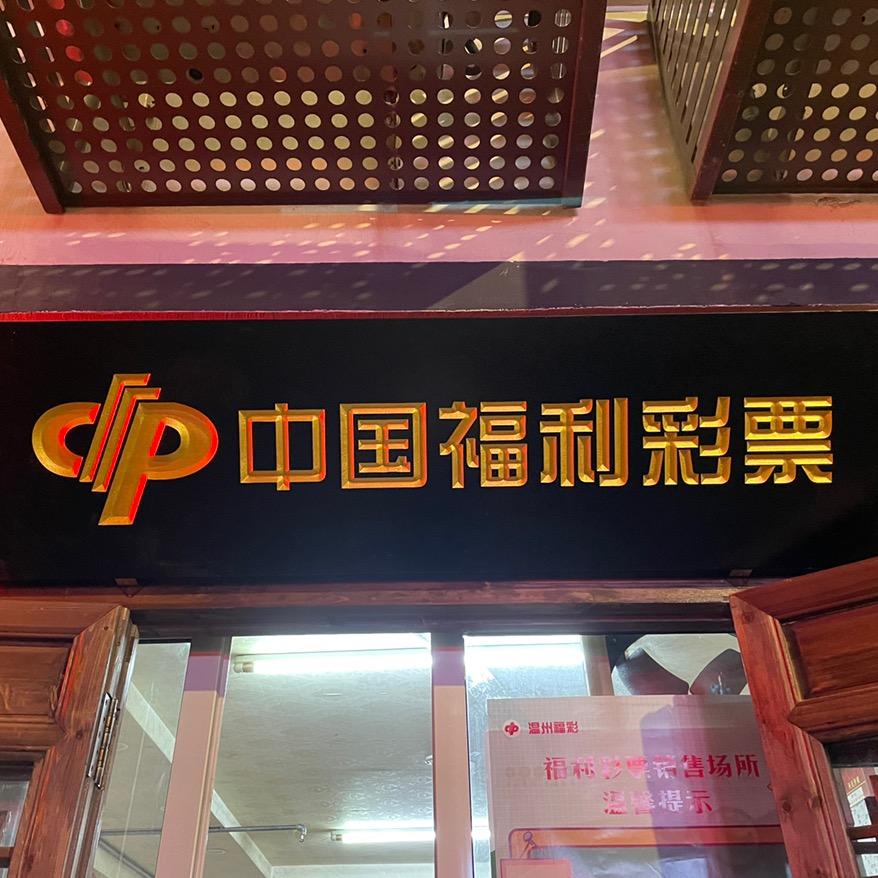 中国福利彩票
温州福彩
福利彩票销售场所
温馨提示